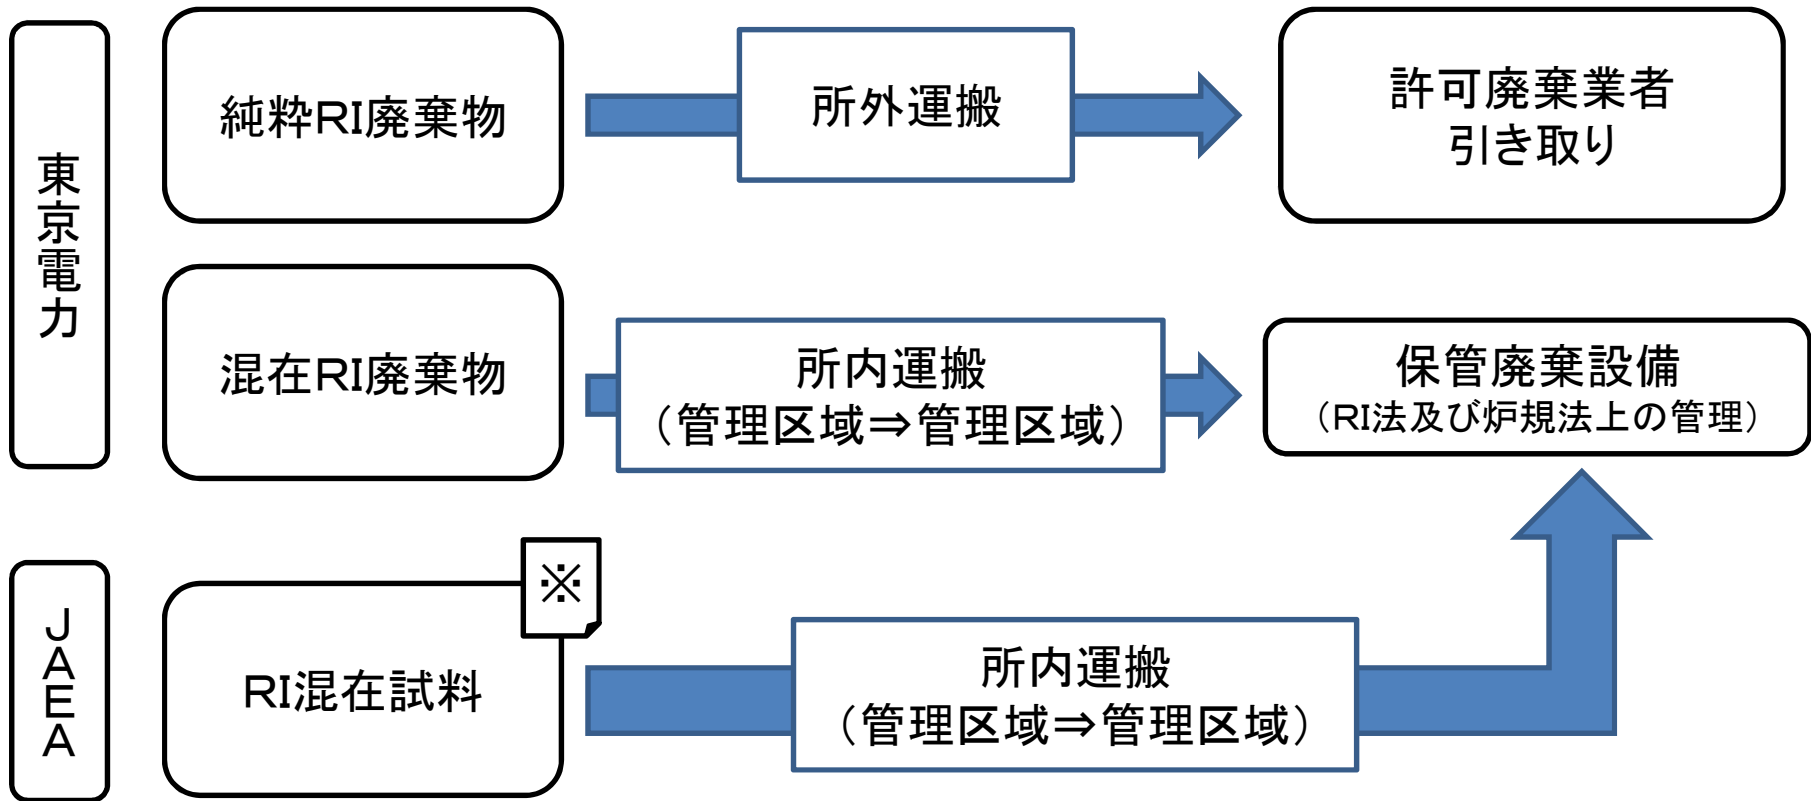 東京電力
純粋RI廃棄物
所外運搬
許可廃棄業者
引き取り
混在RI廃棄物
所内運搬
（管理区域⇒管理区域）
保管廃棄設備
（RI法及び炉規法上の管理）
ＪＡＥＡ
※
RI混在試料
所内運搬
（管理区域⇒管理区域）